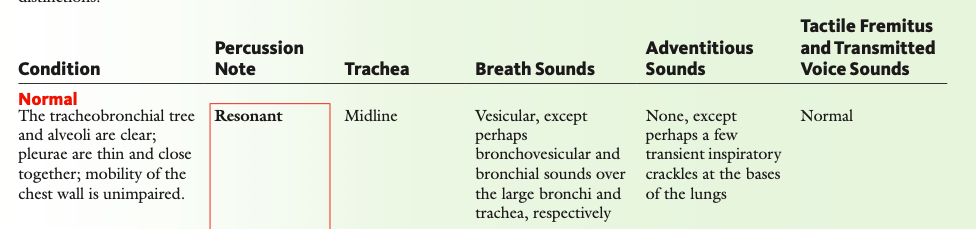 distinctions.
Condition
Percussion
Note
Trachea
Breath Sounds
Adventitious
Sounds
Tactile Fremitus
and Transmitted
Voice Sounds
Normal
The tracheobronchial tree
and alveoli are clear;
pleurae are thin and close
together; mobility of the
chest wall is unimpaired.
Resonant
Midline
Vesicular, except
perhaps
bronchovesicular and
bronchial sounds over
the large bronchi and
trachea, respectively
None, except
perhaps a few
transient inspiratory
crackles at the bases
of the lungs
Normal